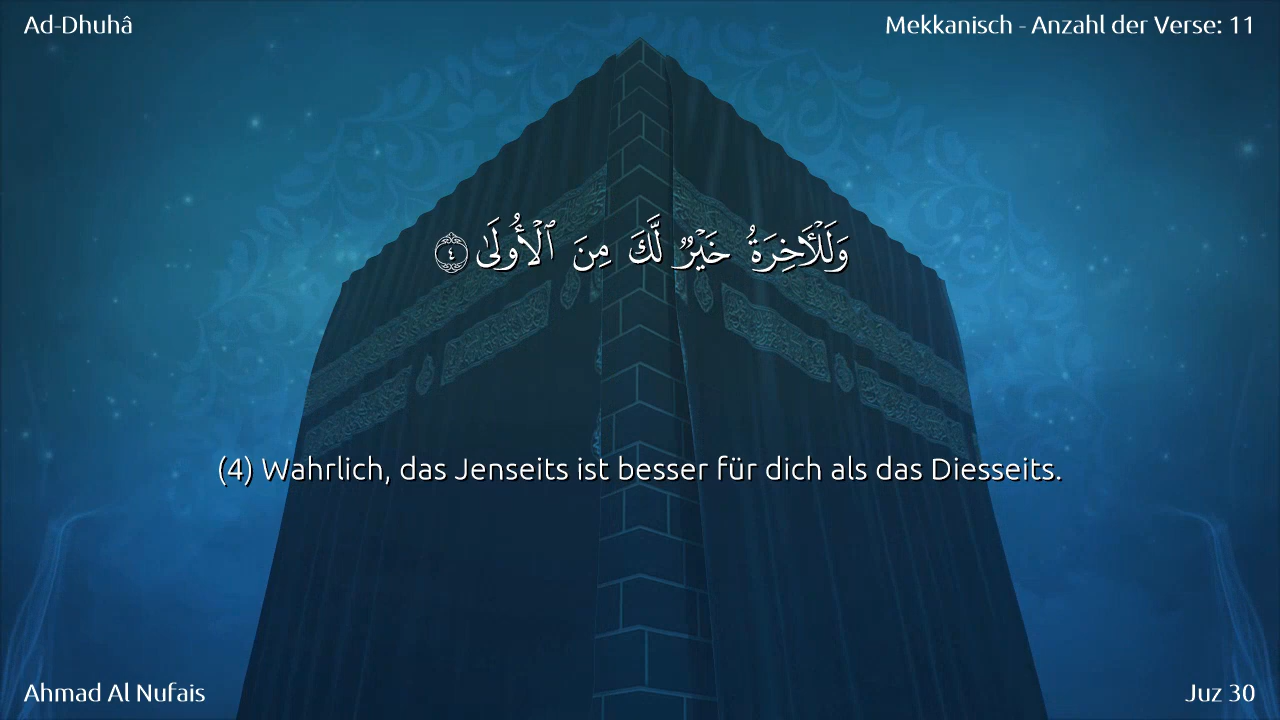 Ad-Dhuhâ
Mekkanisch - Anzahl der Verse: 11
وَلَلْأٓخِرَةُ خَيْرٌ لَّكَ مِنَ ٱلْأُولَىٰ ٤
(4) Wahrlich, das Jenseits ist besser für dich als das Diesseits.
Ahmad Al Nufais
Juz 30